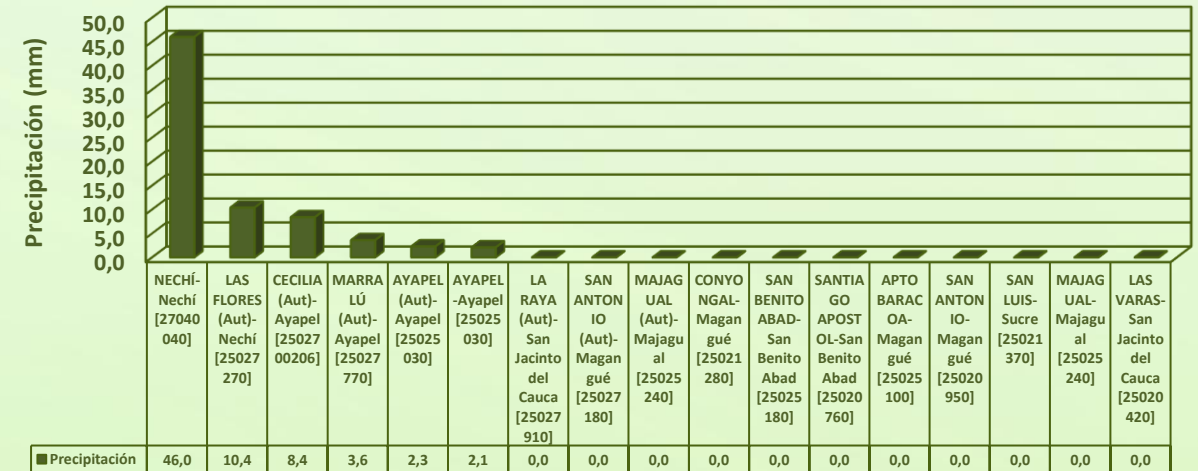 Precipitación (mm)
50,0
45,0
40,0
35,0
30,0
25,0
20,0
15,0
10,0
5,0
0,0
NECHÍ-
Nechí
[27040
040]
LAS
FLORES
(Aut)-
Nechí
[25027
270]
CECILIA
(Aut)-
Ayapel
[25027
00206]
MARRA
LÚ
(Aut)-
Ayapel
[25027
770]
AYAPEL
(Aut)-
Ayapel
[25025
030]
AYAPEL
-Ayapel
[25025
030]
LA
RAYA
(Aut)-
San
Jacinto
del
Cauca
[25027
910]
SAN
ANTON
IO
(Aut)-
Magan
gué
[25027
180]
MAJAG
UAL
(Aut)-
Majagu
al
[25025
240]
CONYO
NGAL-
Magan
gué
[25021
280]
SAN
BENITO
ABAD-
San
Benito
Abad
[25025
180]
SANTIA
GO
APOST
OL-San
Benito
Abad
[25020
760]
APTO
BARAC
OA-
Magan
gué
[25025
100]
SAN
ANTON
IO-
Magan
gué
[25020
950]
SAN
LUIS-
Sucre
[25021
370]
MAJAG
UAL-
Majagu
al
[25025
240]
LAS
VARAS-
San
Jacinto
del
Cauca
[25020
420]
Precipitación 46,0 10,4 8,4 3,6 2,3 2,1 0,0 0,0 0,0 0,0 0,0 0,0 0,0 0,0 0,0 0,0 0,0